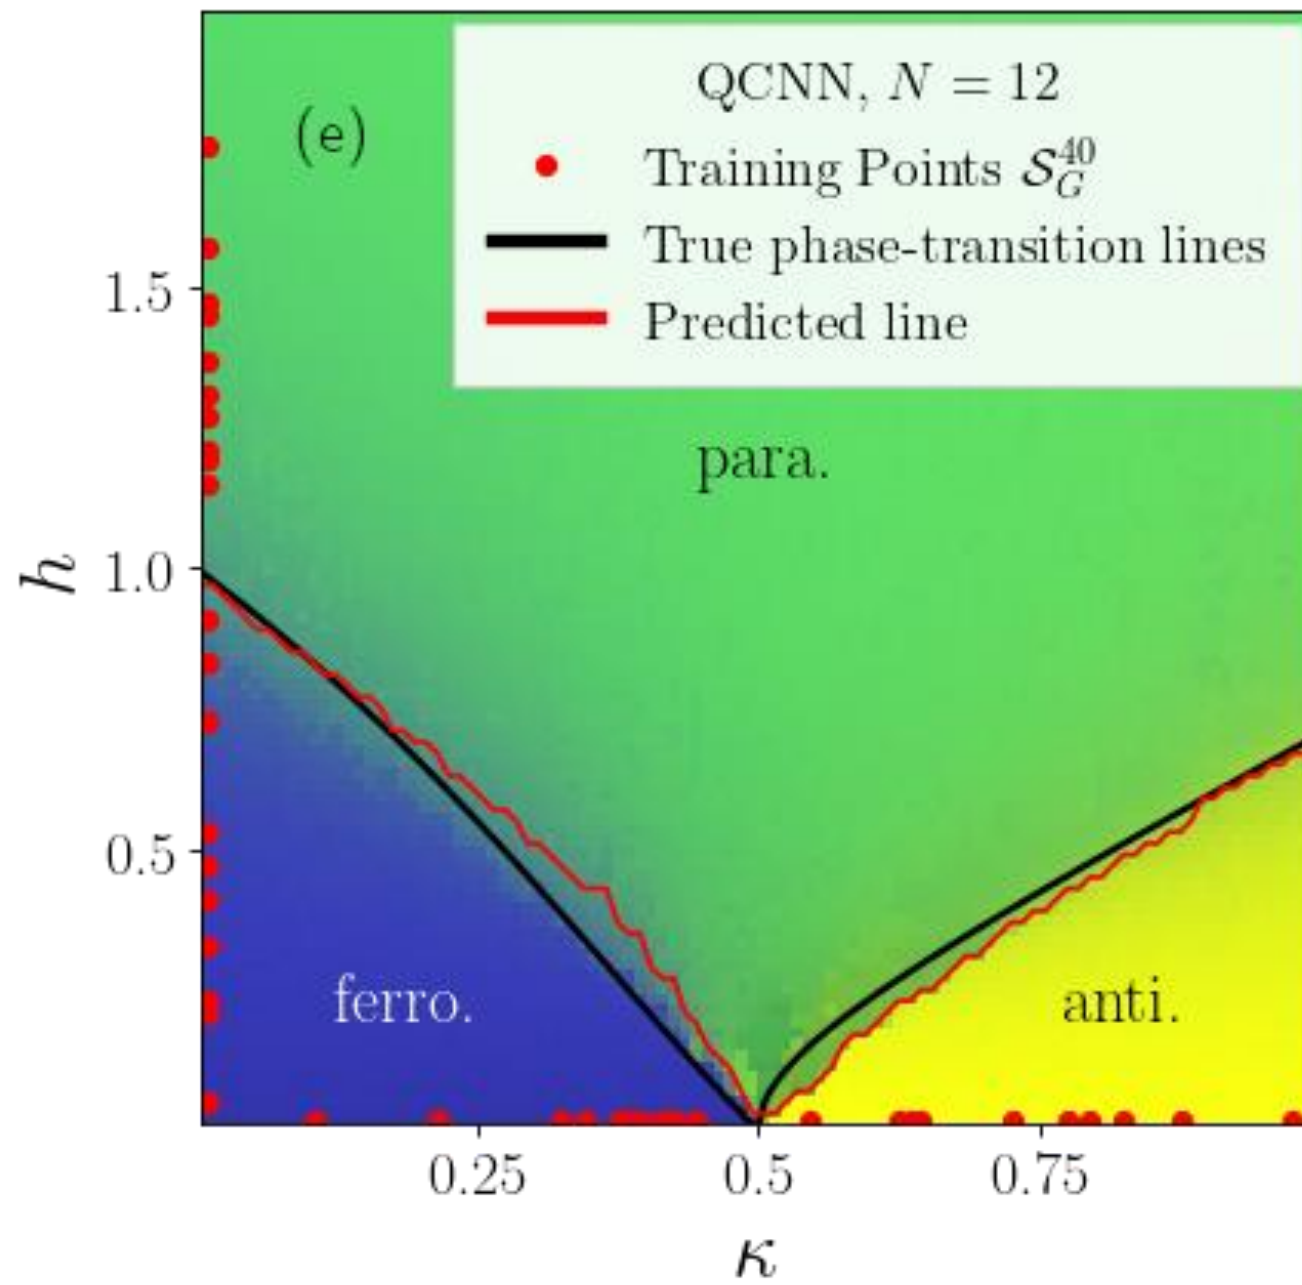 (e)
QCNN, N = 12
Training Points 𝒮_G^40
True phase-transition lines
Predicted line
para.
ferro.
anti.
h
1.5
1.0
0.5
0.25
0.5
0.75
κ